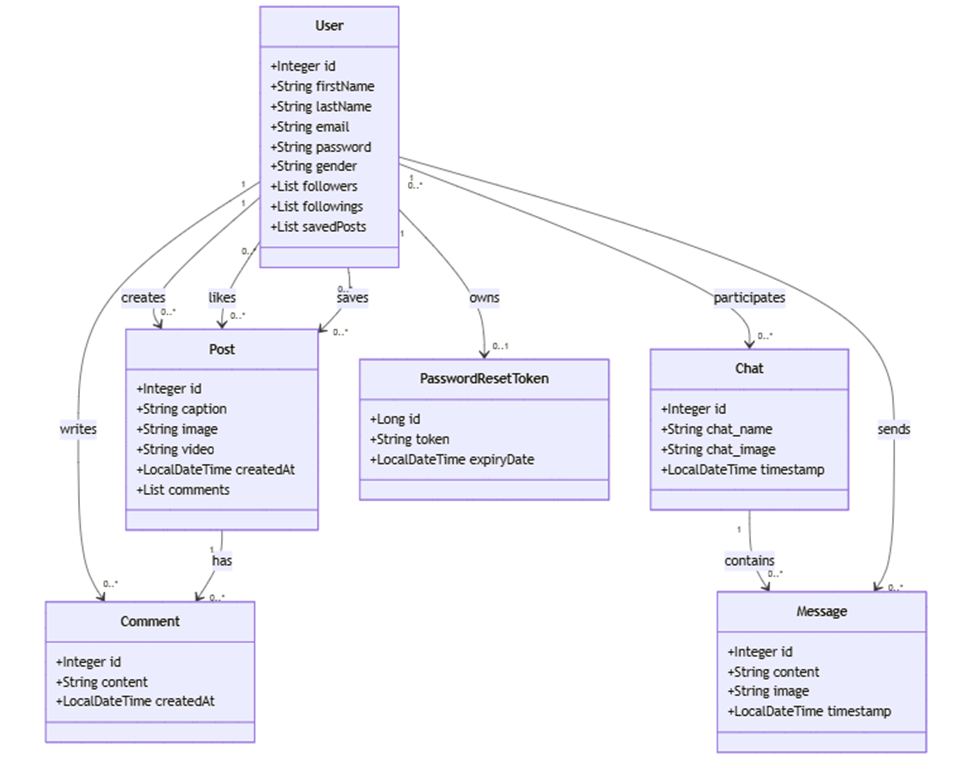 User
+Integer id
+String firstName
+String lastName
+String email
+String password
+String gender
+List followers
+List followings
+List savedPosts
1
1
0..*
0..*
1
1
0..*
creates
likes
saves
owns
participates
0..*
0..*
0..*
0..1
0..*
Post
+Integer id
+String caption
+String image
+String video
+LocalDateTime createdAt
+List comments
PasswordResetToken
+Long id
+String token
+LocalDateTime expiryDate
Chat
+Integer id
+String chat_name
+String chat_image
+LocalDateTime timestamp
writes
sends
1
has
0..*
0..*
1
contains
0..*
0..*
Comment
+Integer id
+String content
+LocalDateTime createdAt
Message
+Integer id
+String content
+String image
+LocalDateTime timestamp